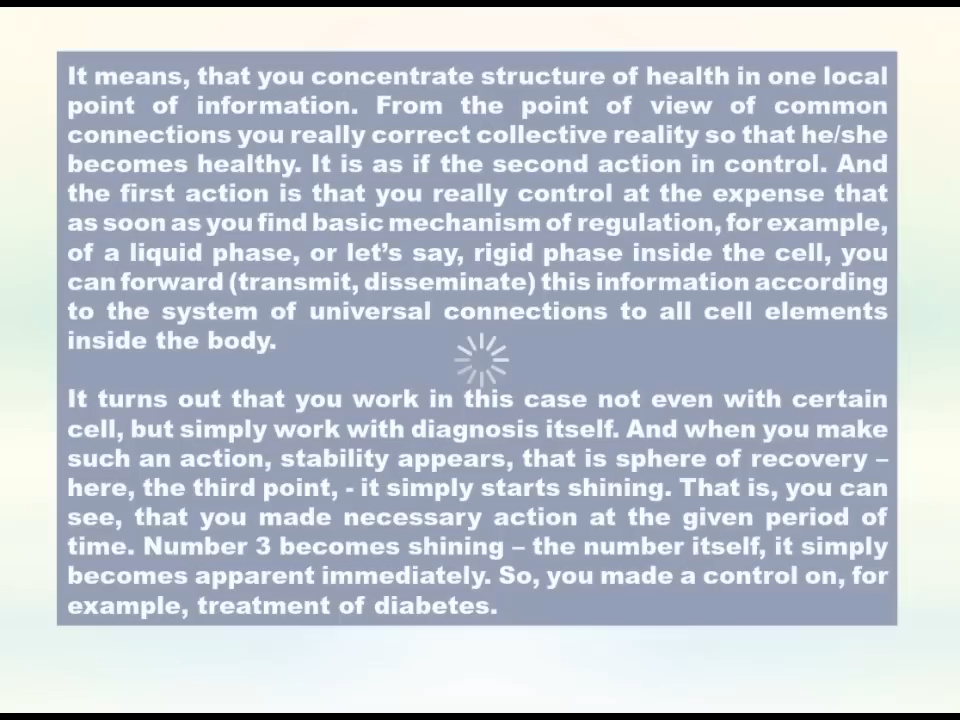 It means, that you concentrate structure of health in one local
point of information. From the point of view of common
connections you really correct collective reality so that he/she
becomes healthy. It is as if the second action in control. And
the first action is that you really control at the expense that
as soon as you find basic mechanism of regulation, for example,
of a liquid phase, or let’s say, rigid phase inside the cell, you
can forward (transmit, disseminate) this information according
to the system of universal connections to all cell elements
inside the body.
It turns out that you work in this case not even with certain
cell, but simply work with diagnosis itself. And when you make
such an action, stability appears, that is sphere of recovery –
here, the third point, - it simply starts shining. That is, you can
see, that you made necessary action at the given period of
time. Number 3 becomes shining – the number itself, it simply
becomes apparent immediately. So, you made a control on, for
example, treatment of diabetes.